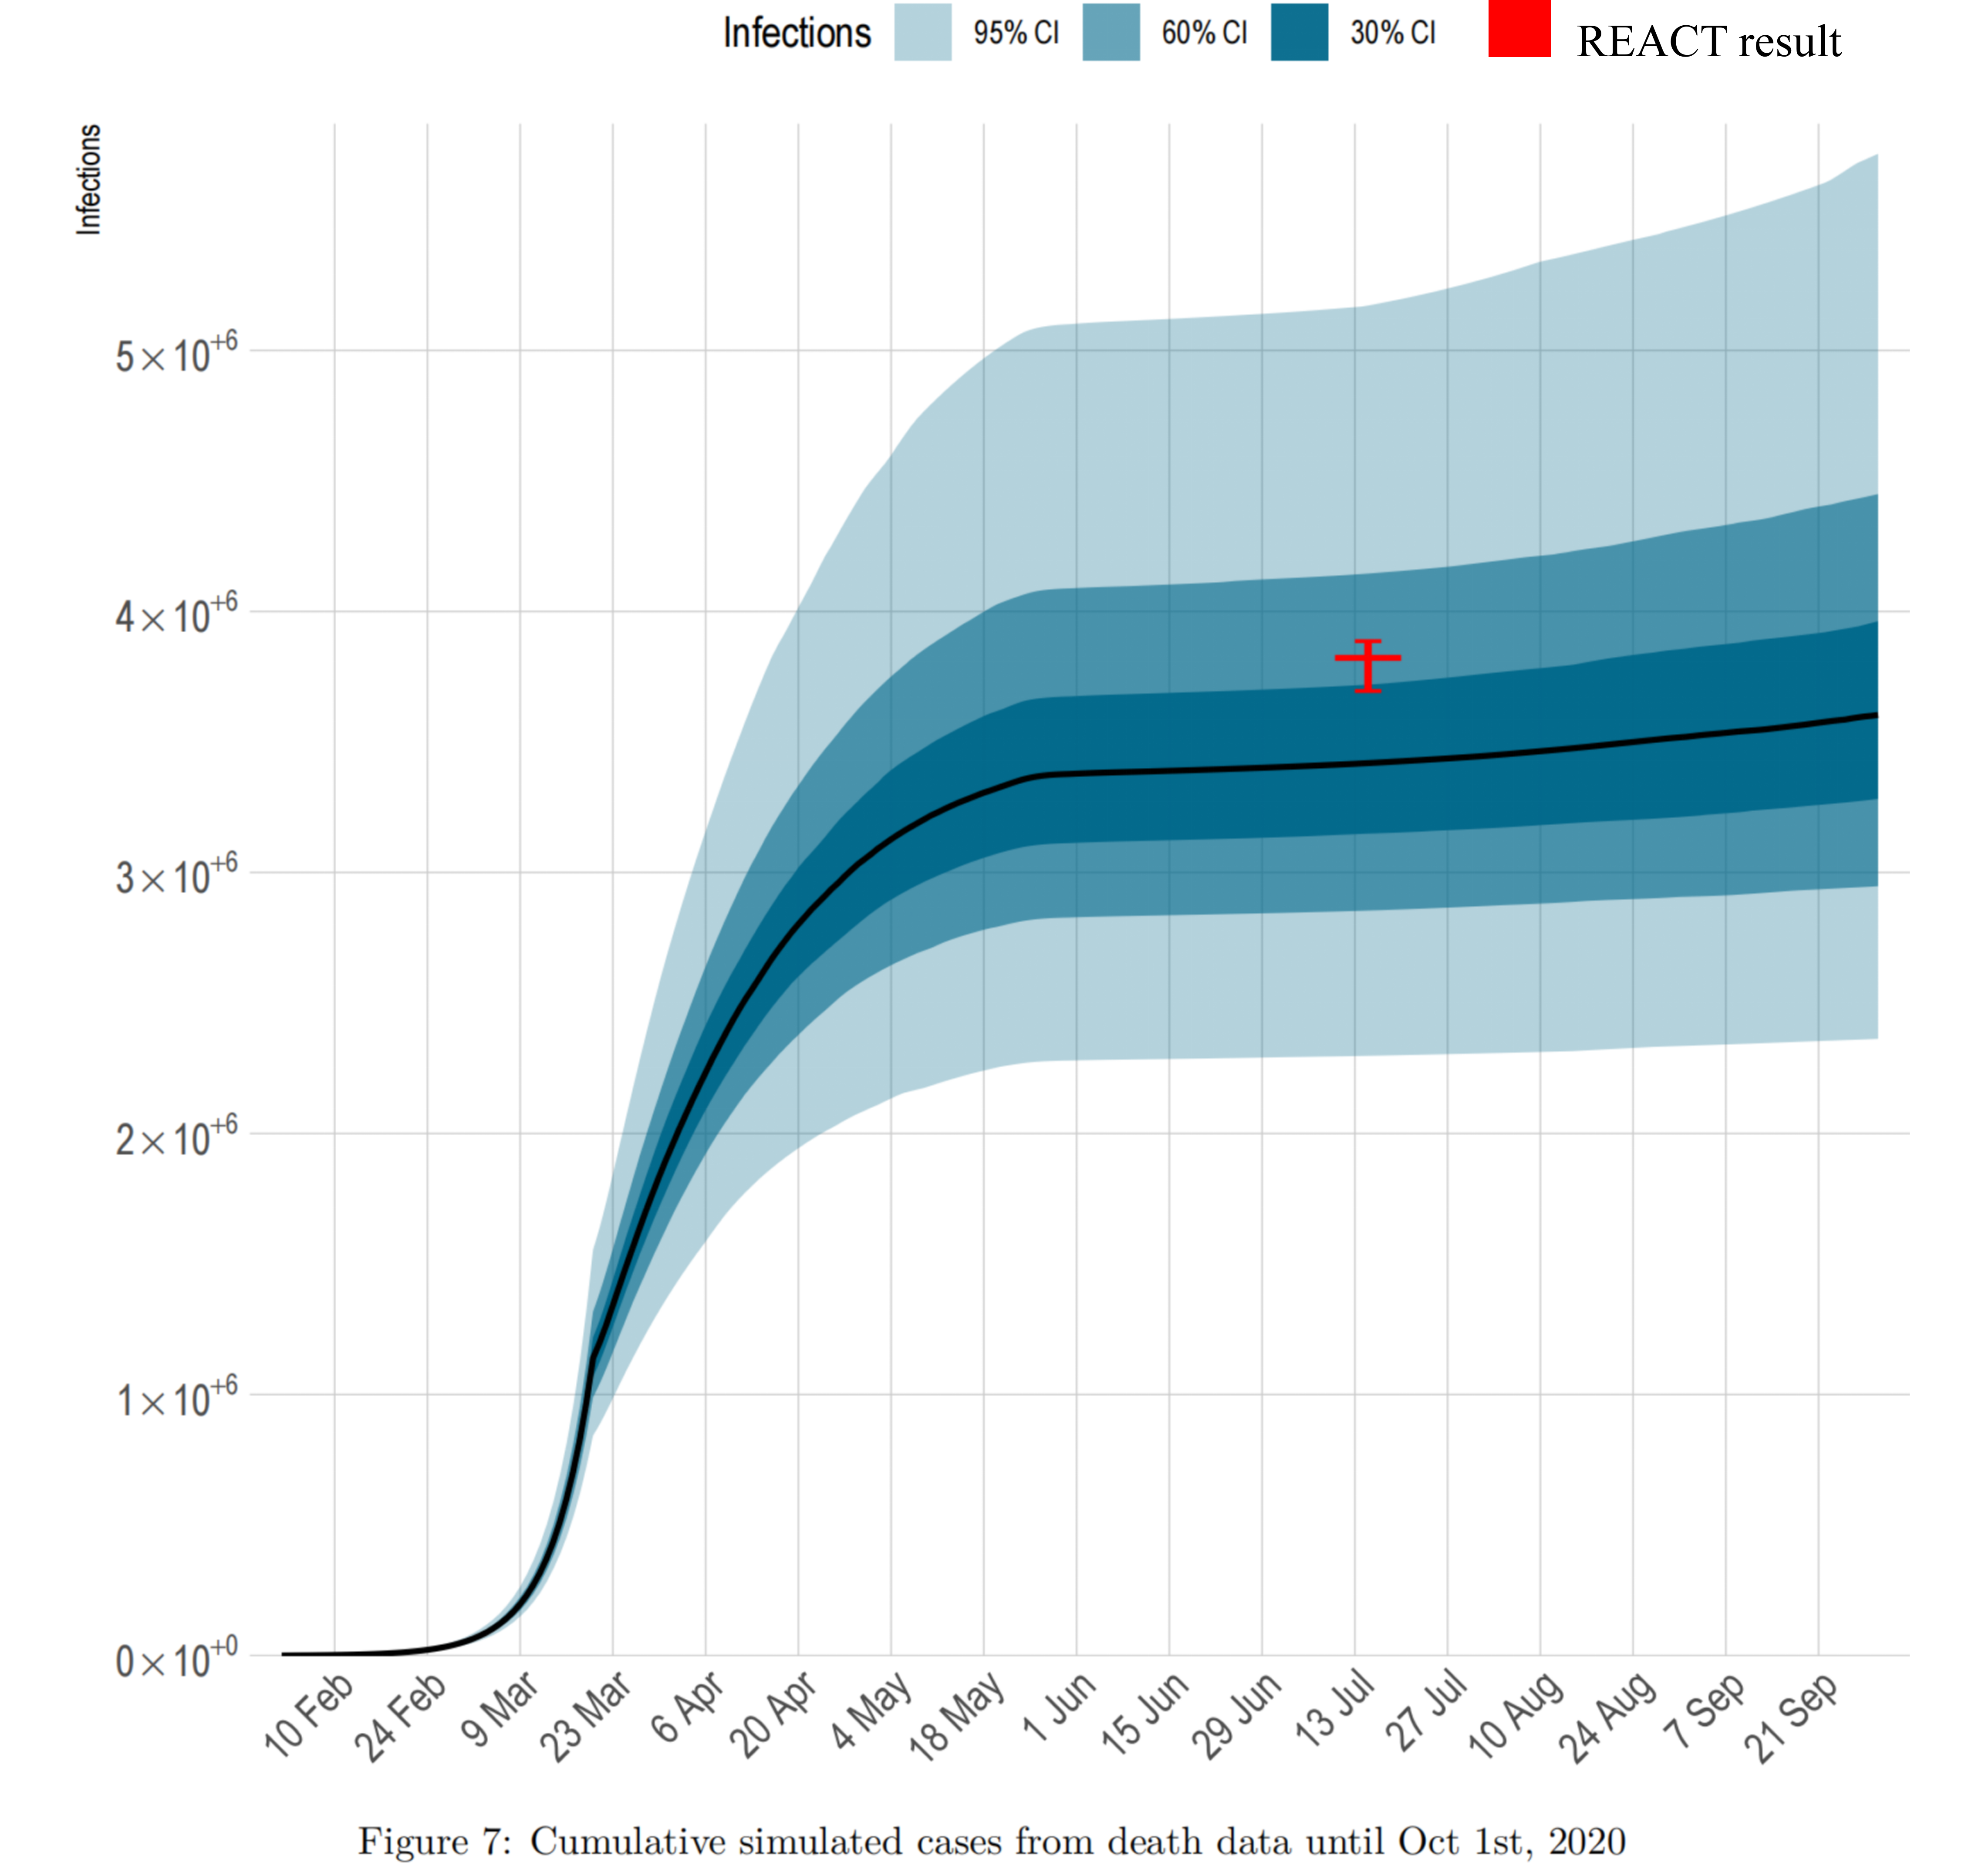 Infections 95% CI 60% CI 30% CI REACT result
Infections
5×10+6
4×10+6
3×10+6
2×10+6
1×10+6
0×10+0
10 Feb 24 Feb 9 Mar 23 Mar 6 Apr 20 Apr 4 May 18 May 1 Jun 15 Jun 29 Jun 13 Jul 27 Jul 10 Aug 24 Aug 7 Sep 21 Sep
Figure 7: Cumulative simulated cases from death data until Oct 1st, 2020